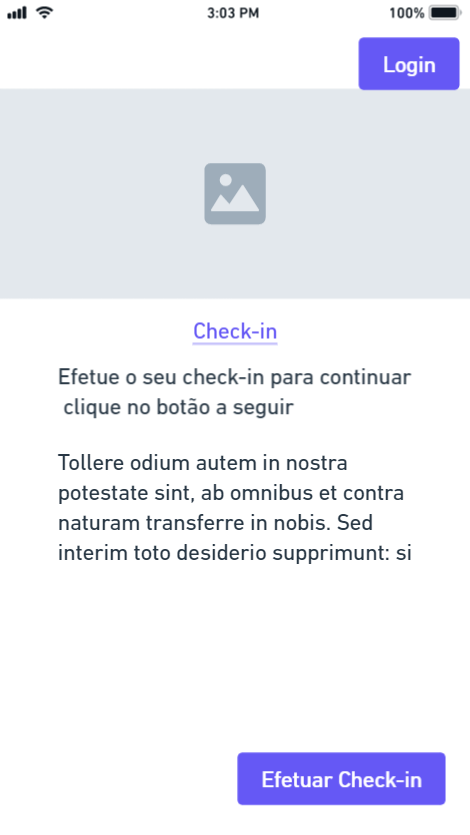 3:03 PM
100%
Login
Check-in
Efetue o seu check-in para continuar
clique no botão a seguir
Tollere odium autem in nostra
potestate sint, ab omnibus et contra
naturam transferre in nobis. Sed
interim toto desiderio supprimunt: si
Efetuar Check-in